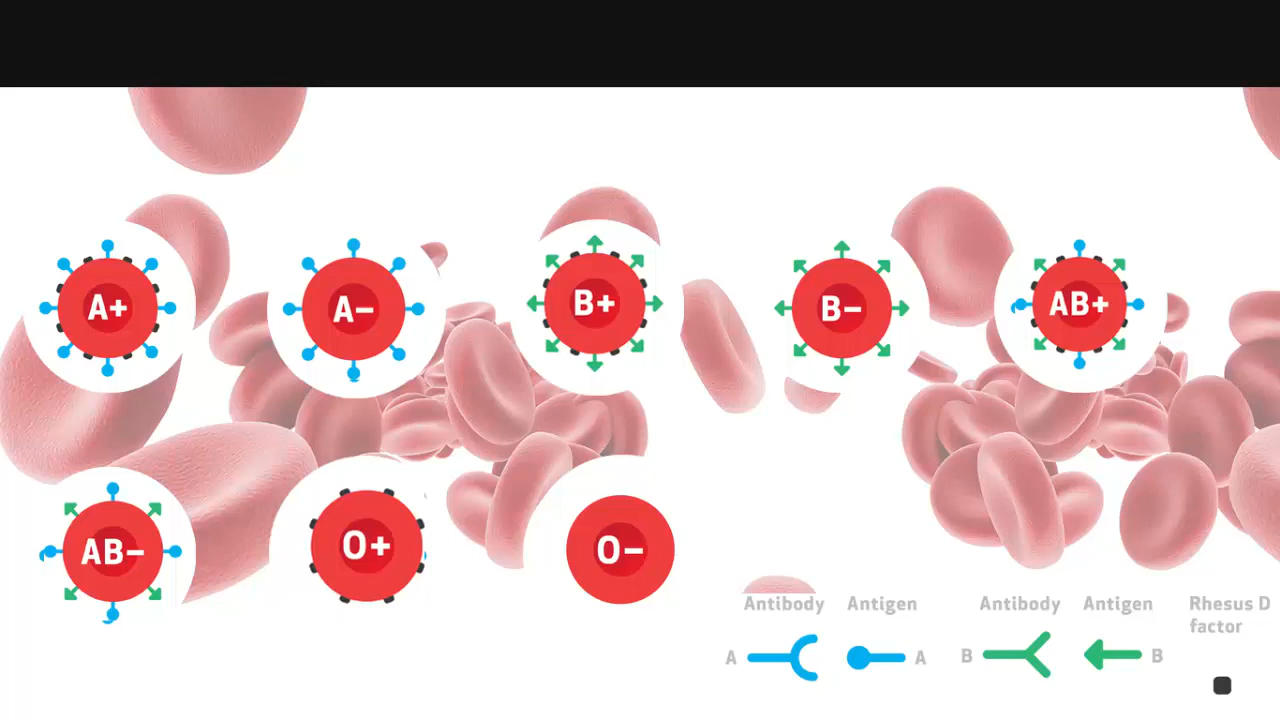 A+
A−
B+
B−
AB+
AB−
O+
O−
Antibody Antigen Antibody Antigen Rhesus D
factor
A A B B